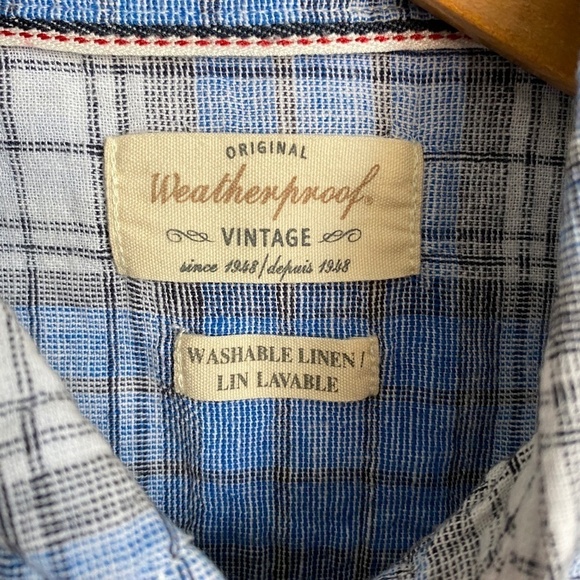 ORIGINAL
Weatherproof®
VINTAGE
since 1948/depuis 1948
WASHABLE LINEN/
LIN LAVABLE